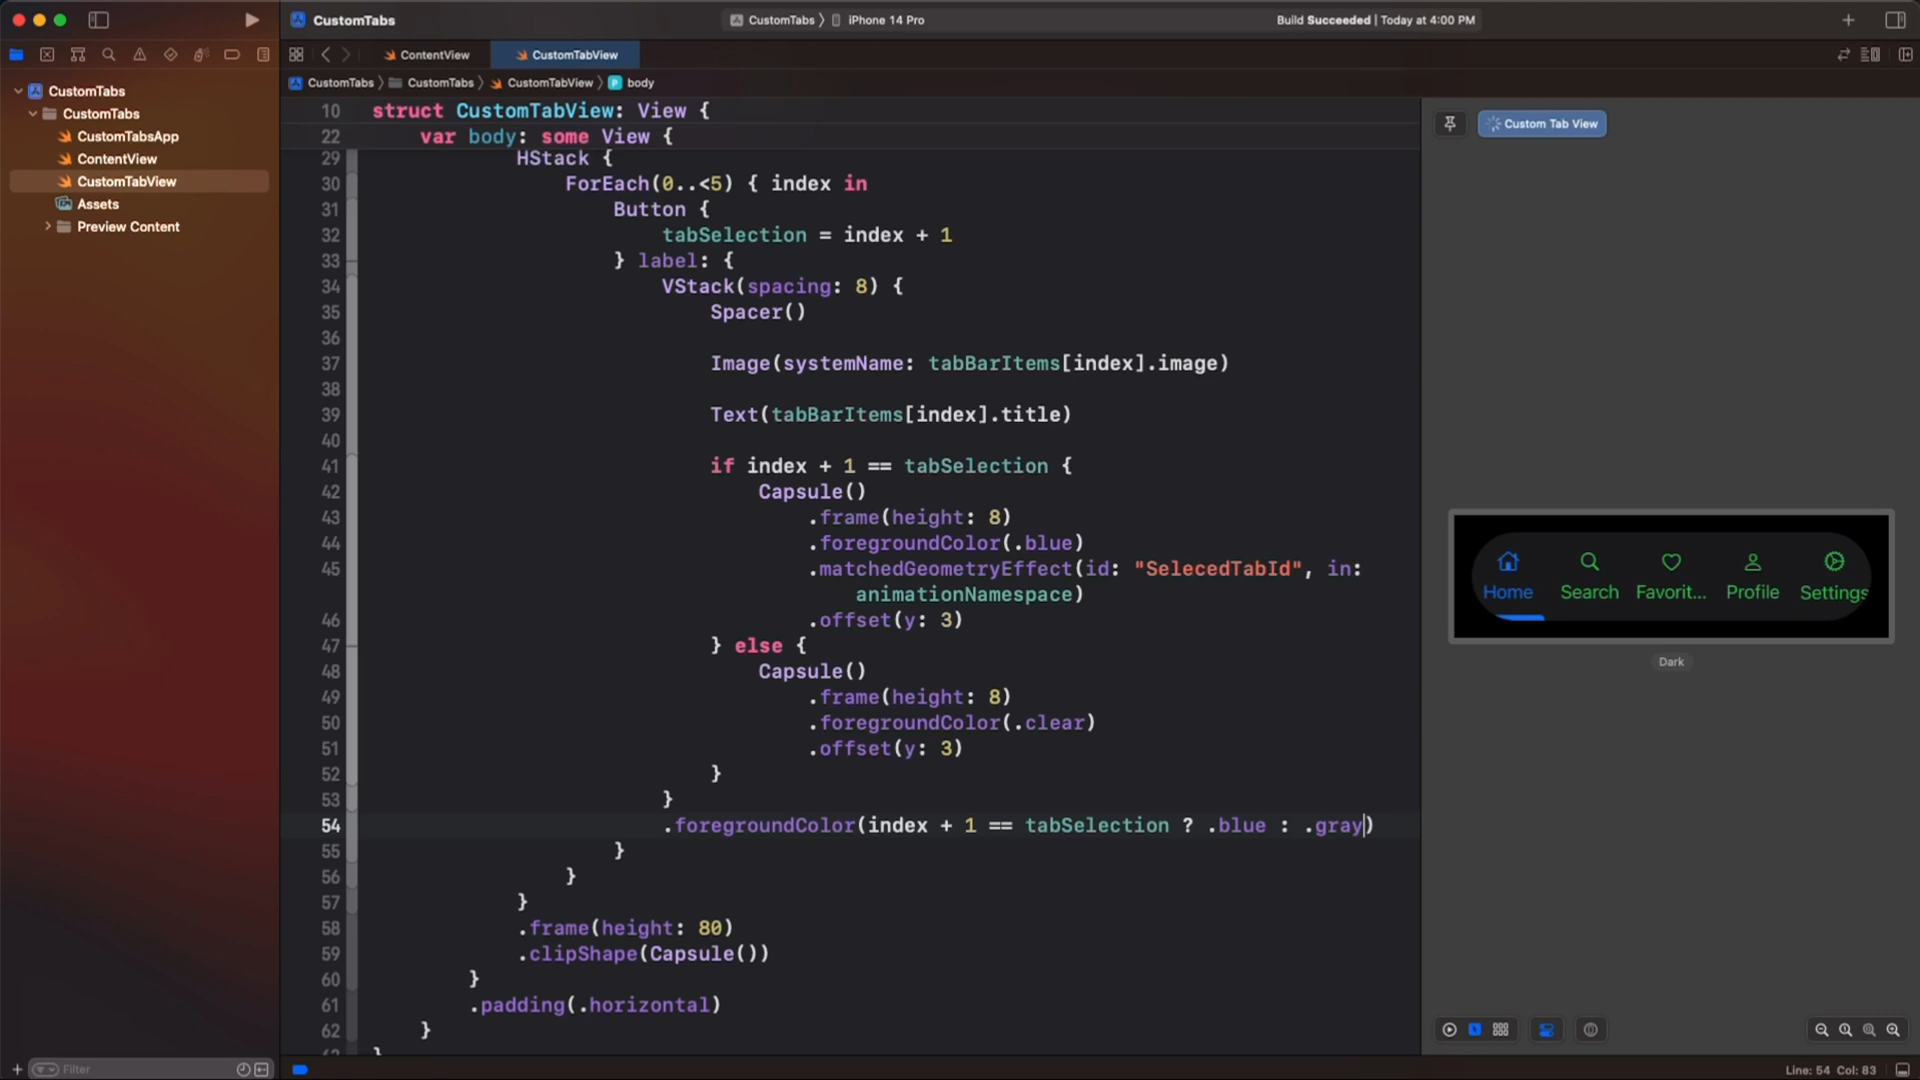 CustomTabs
CustomTabs 〉 iPhone 14 Pro
Build Succeeded | Today at 4:00 PM
ContentView
CustomTabView
CustomTabs 〉 CustomTabs 〉 CustomTabView 〉 P body
CustomTabs
CustomTabs
CustomTabsApp
ContentView
CustomTabView
Assets
Preview Content
10 struct CustomTabView: View {
22 var body: some View {
29 HStack {
30 ForEach(0..<5) { index in
31 Button {
32 tabSelection = index + 1
33 } label: {
34 VStack(spacing: 8) {
35 Spacer()
36
37 Image(systemName: tabBarItems[index].image)
38
39 Text(tabBarItems[index].title)
40
41 if index + 1 == tabSelection {
42 Capsule()
43 .frame(height: 8)
44 .foregroundColor(.blue)
45 .matchedGeometryEffect(id: "SelecedTabId", in:
animationNamespace)
46 .offset(y: 3)
47 } else {
48 Capsule()
49 .frame(height: 8)
50 .foregroundColor(.clear)
51 .offset(y: 3)
52 }
53 }
54 .foregroundColor(index + 1 == tabSelection ? .blue : .gray)
55 }
56 }
57 }
58 .frame(height: 80)
59 .clipShape(Capsule())
60 }
61 .padding(.horizontal)
62 }
Custom Tab View
Home Search Favorit... Profile Settings
Dark
Filter
Line: 54 Col: 83